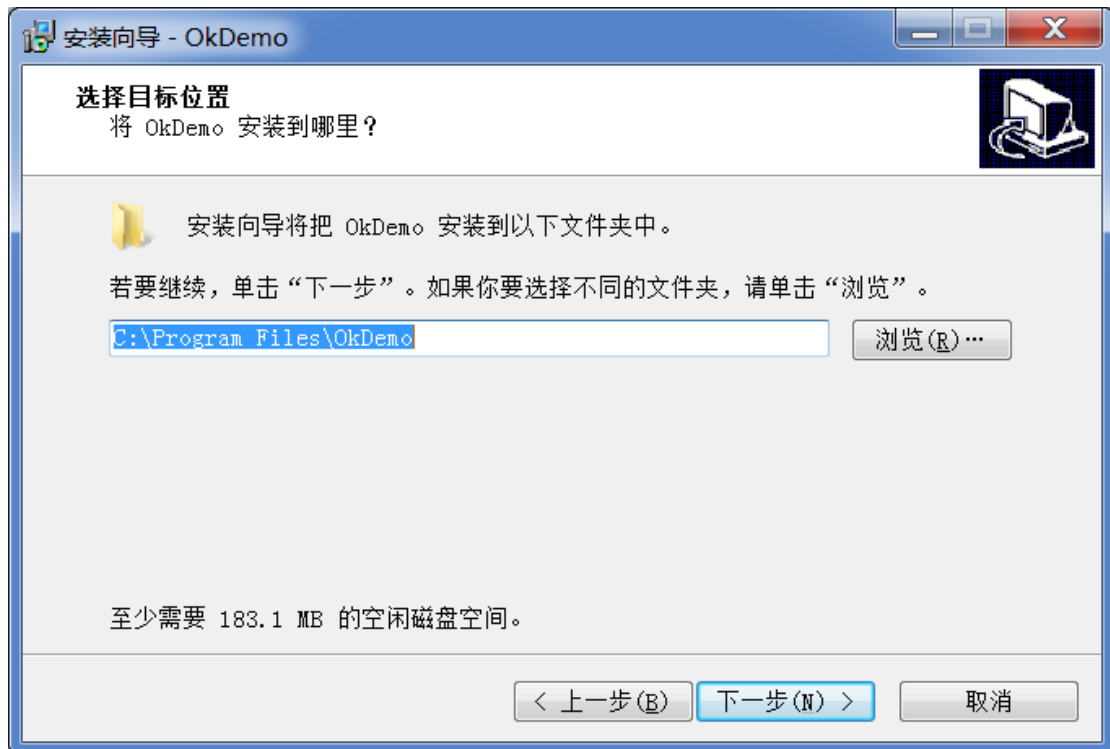 安装向导 - OkDemo
选择目标位置
将 OkDemo 安装到哪里？
安装向导将把 OkDemo 安装到以下文件夹中。
若要继续，单击“下一步”。如果你要选择不同的文件夹，请单击“浏览”。
C:\Program Files\OkDemo
浏览(R)…
至少需要 183.1 MB 的空闲磁盘空间。
< 上一步(B)
下一步(N) >
取消